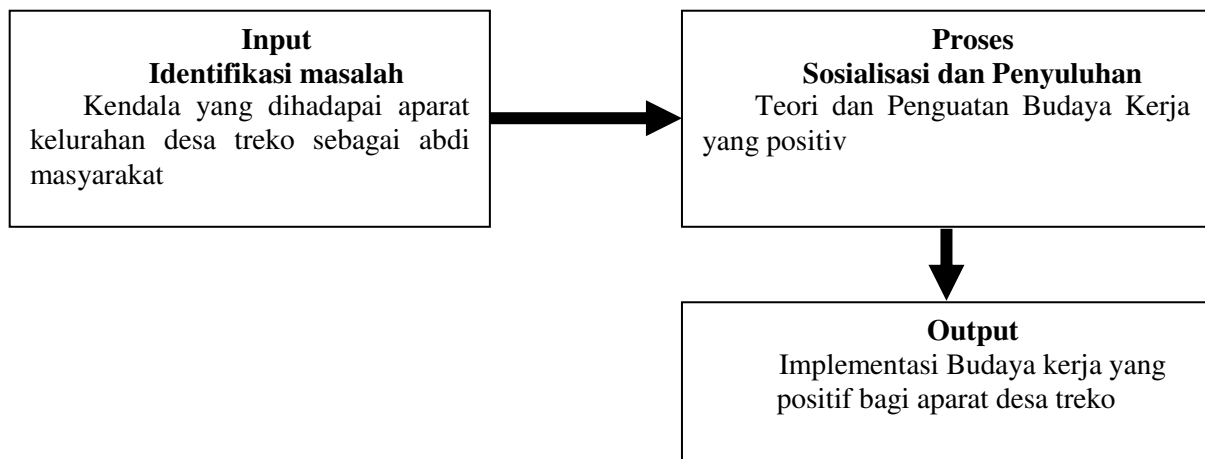 Input
Identifikasi masalah
Kendala yang dihadapai aparat
kelurahan desa treko sebagai abdi
masyarakat
Proses
Sosialisasi dan Penyuluhan
Teori dan Penguatan Budaya Kerja
yang positiv
Output
Implementasi Budaya kerja yang
positif bagi aparat desa treko